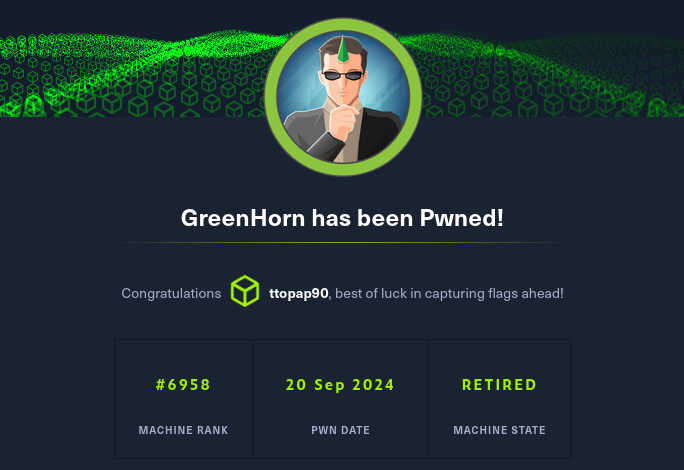 GreenHorn has been Pwned!
Congratulations ttopap90, best of luck in capturing flags ahead!
#6958 20 Sep 2024 RETIRED
MACHINE RANK PWN DATE MACHINE STATE